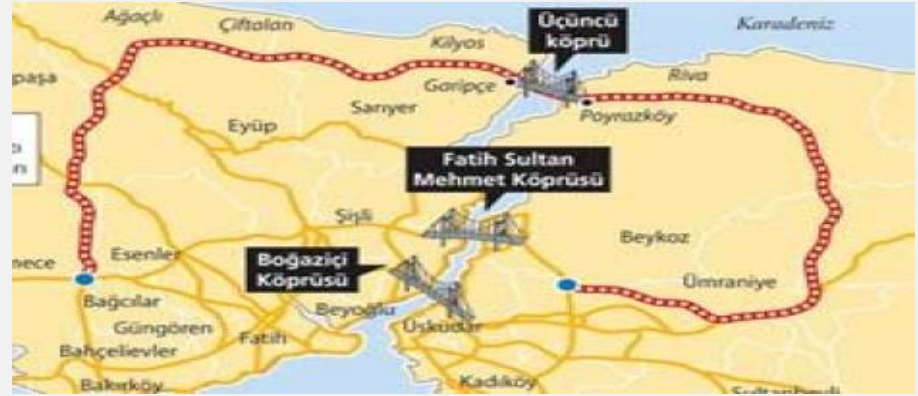 Ağaçlı
Çiftalan
Kilyos
Üçüncü
köprü
Karadeniz
Riva
Garipçe
Sarıyer
Poyrazköy
Eyüp
Fatih Sultan
Mehmet Köprüsü
Şişli
Beykoz
Esenler
Boğaziçi
Köprüsü
Ümraniye
Bağcılar
Beyoğlu
Üsküdar
Güngören
Fatih
Bahçelievler
Bakırköy
Kadıköy